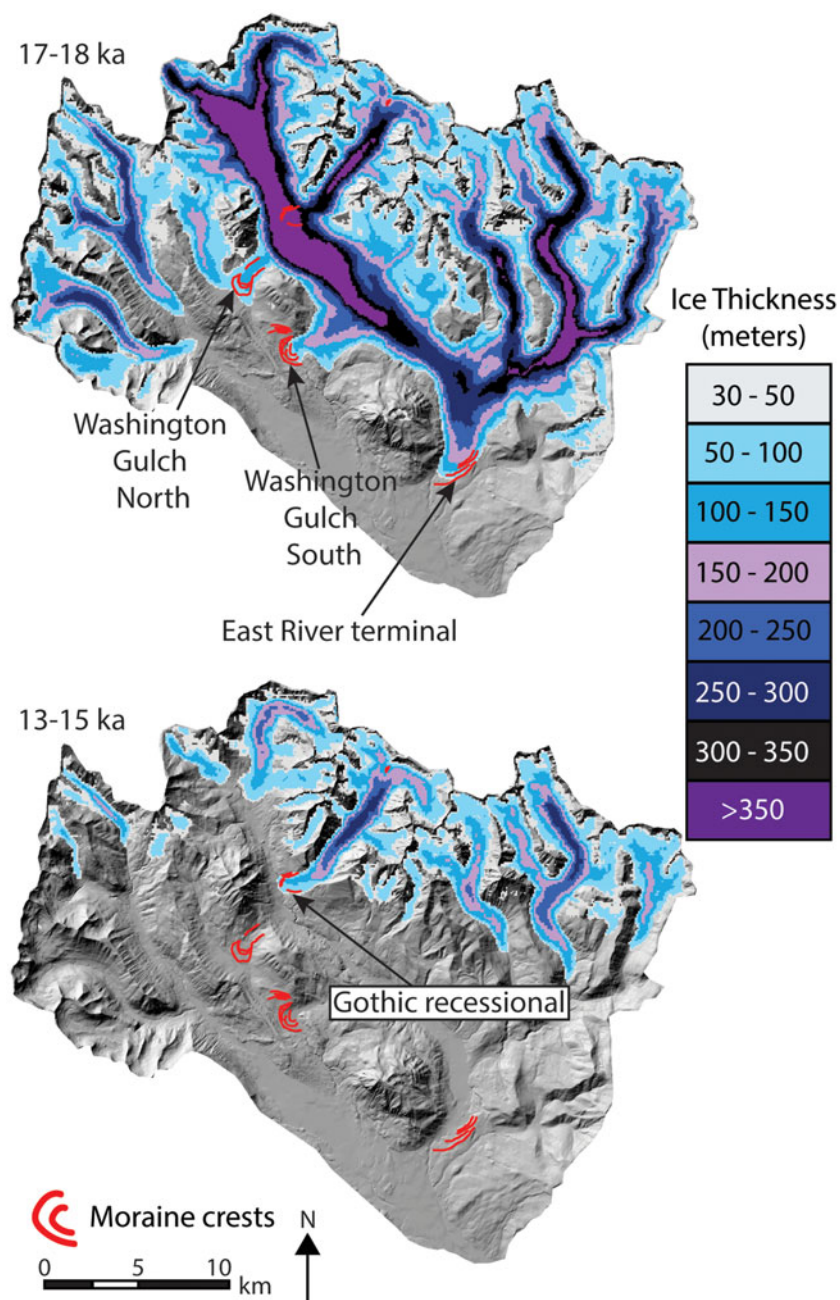 17-18 ka
Washington
Gulch
North
Washington
Gulch
South
East River terminal
Ice Thickness
(meters)
30 - 50
50 - 100
100 - 150
150 - 200
200 - 250
250 - 300
300 - 350
>350
13-15 ka
Gothic recessional
Moraine crests
N
0 5 10
km